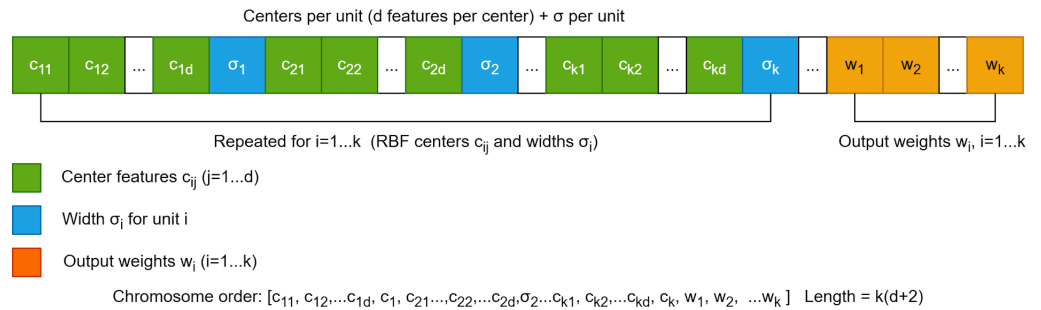 Centers per unit (d features per center) + σ per unit
c₁₁ c₁₂ ... c₁d σ₁ c₂₁ c₂₂ ... c₂d σ₂ ... cₖ₁ cₖ₂ ... cₖd σₖ ... w₁ w₂ ... wₖ
Repeated for i=1...k (RBF centers cᵢⱼ and widths σᵢ) Output weights wᵢ, i=1...k
Center features cᵢⱼ (j=1...d)
Width σᵢ for unit i
Output weights wᵢ (i=1...k)
Chromosome order: [c₁₁, c₁₂,...c₁d, c₁, c₂₁...,c₂₂,...c₂d,σ₂...cₖ₁, cₖ₂,...cₖd, cₖ, w₁, w₂, ...wₖ ] Length = k(d+2)